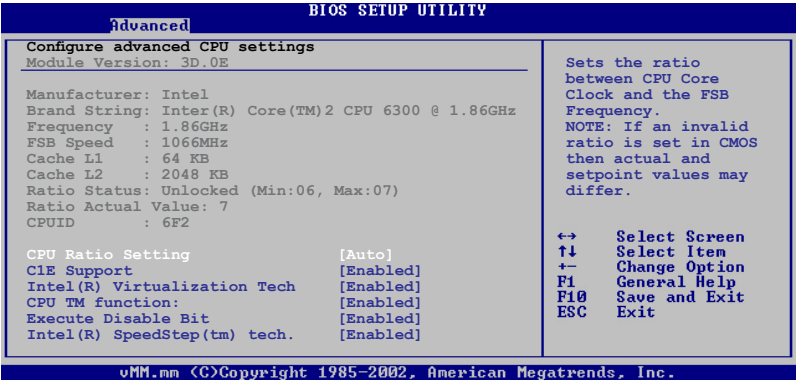 BIOS SETUP UTILITY
Advanced
Configure advanced CPU settings
Module Version: 3D.0E
Manufacturer: Intel
Brand String: Inter(R) Core(TM)2 CPU 6300 @ 1.86GHz
Frequency : 1.86GHz
FSB Speed : 1066MHz
Cache L1 : 64 KB
Cache L2 : 2048 KB
Ratio Status: Unlocked (Min:06, Max:07)
Ratio Actual Value: 7
CPUID : 6F2
CPU Ratio Setting [Auto]
C1E Support [Enabled]
Intel(R) Virtualization Tech [Enabled]
CPU TM function: [Enabled]
Execute Disable Bit [Enabled]
Intel(R) SpeedStep(tm) tech. [Enabled]
Sets the ratio
between CPU Core
Clock and the FSB
Frequency.
NOTE: If an invalid
ratio is set in CMOS
then actual and
setpoint values may
differ.
←→ Select Screen
↑↓ Select Item
+- Change Option
F1 General Help
F10 Save and Exit
ESC Exit
vMM.mm (C)Copyright 1985-2002, American Megatrends, Inc.